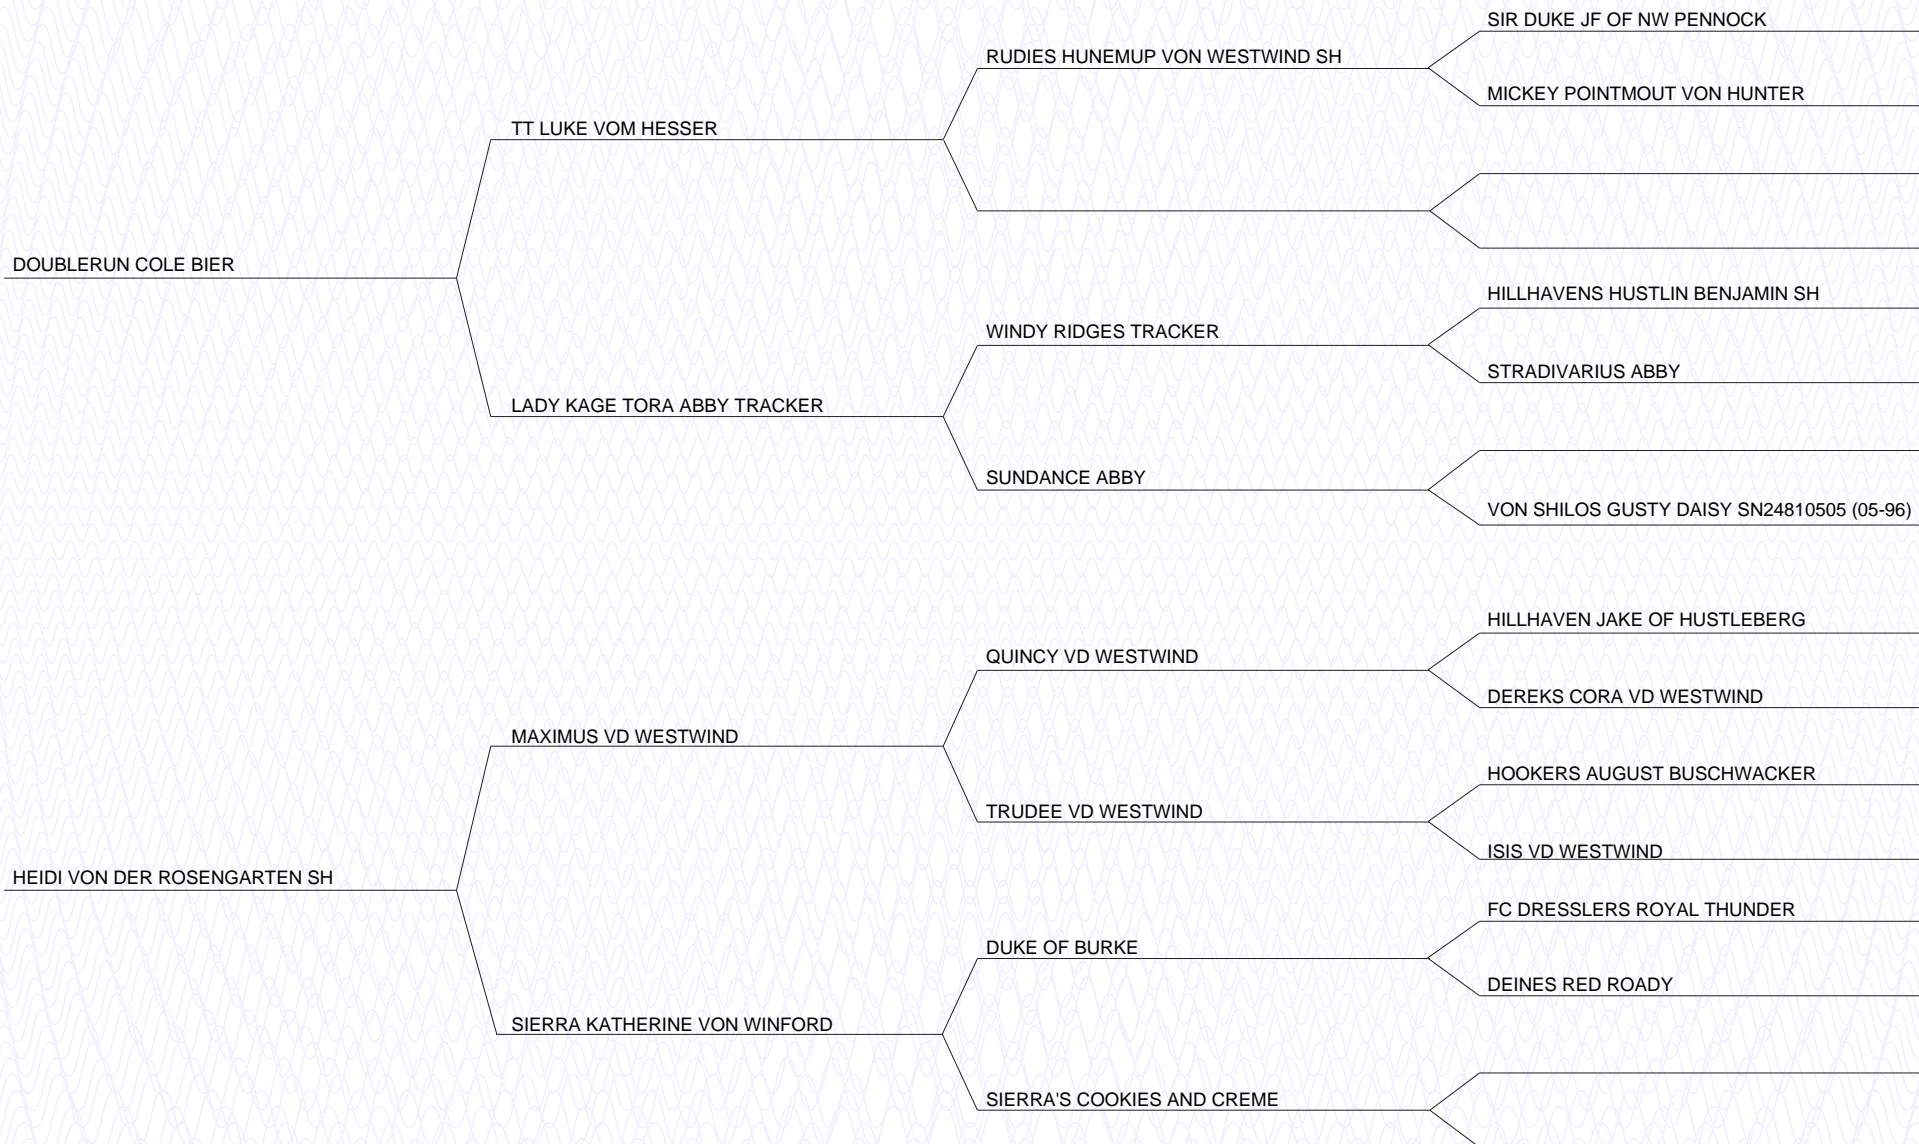 SIR DUKE JF OF NW PENNOCK
RUDIES HUNEMUP VON WESTWIND SH
MICKEY POINTMOUT VON HUNTER
TT LUKE VOM HESSER
DOUBLERUN COLE BIER
HILLHAVENS HUSTLIN BENJAMIN SH
WINDY RIDGES TRACKER
STRADIVARIUS ABBY
LADY KAGE TORA ABBY TRACKER
SUNDANCE ABBY
VON SHILOS GUSTY DAISY SN24810505 (05-96)
HILLHAVEN JAKE OF HUSTLEBERG
QUINCY VD WESTWIND
DEREKS CORA VD WESTWIND
MAXIMUS VD WESTWIND
HOOKERS AUGUST BUSCHWACKER
TRUDEE VD WESTWIND
ISIS VD WESTWIND
HEIDI VON DER ROSENGARTEN SH
FC DRESSLERS ROYAL THUNDER
DUKE OF BURKE
DEINES RED ROADY
SIERRA KATHERINE VON WINFORD
SIERRA'S COOKIES AND CREME